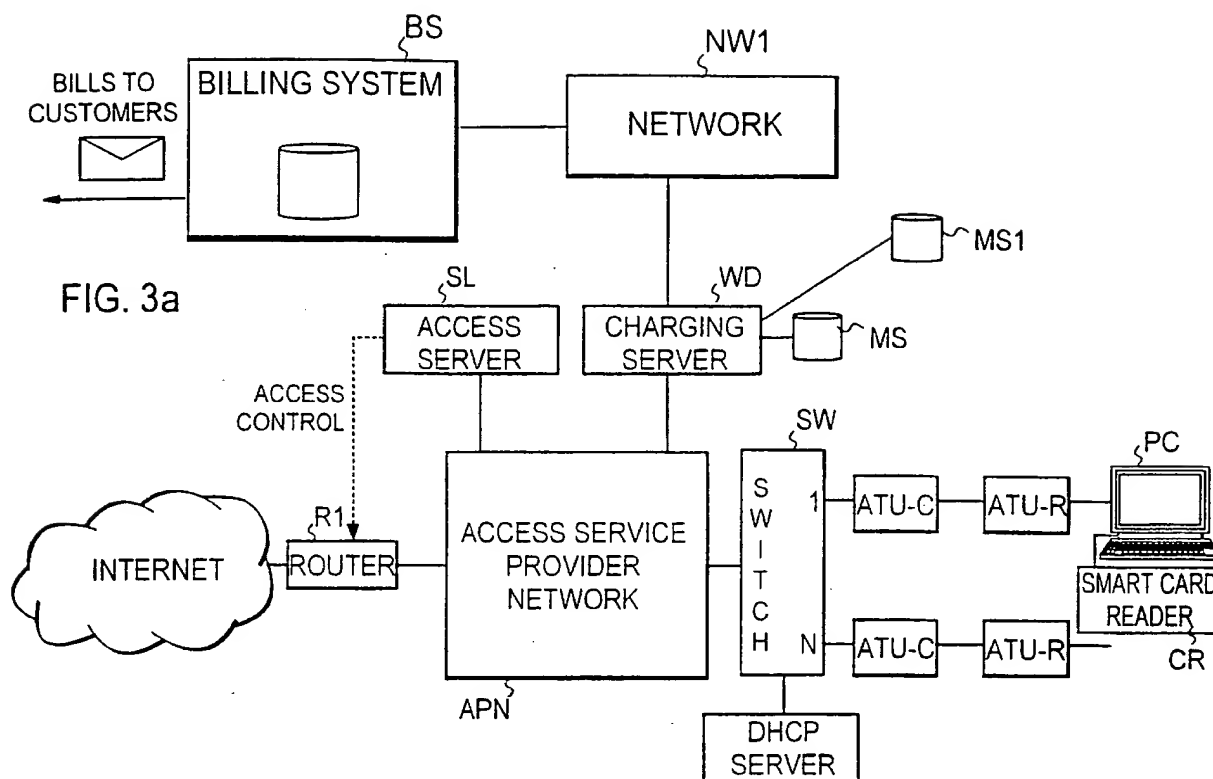 BS
NW1
BILLS TO
CUSTOMERS
BILLING SYSTEM
NETWORK
MS1
FIG. 3a
SL
WD
ACCESS
SERVER
CHARGING
SERVER
MS
ACCESS
CONTROL
SW
PC
SWITCH
1
ATU-C
ATU-R
R1
INTERNET
ROUTER
ACCESS SERVICE
PROVIDER
NETWORK
SMART CARD
READER
N
ATU-C
ATU-R
CR
APN
DHCP
SERVER